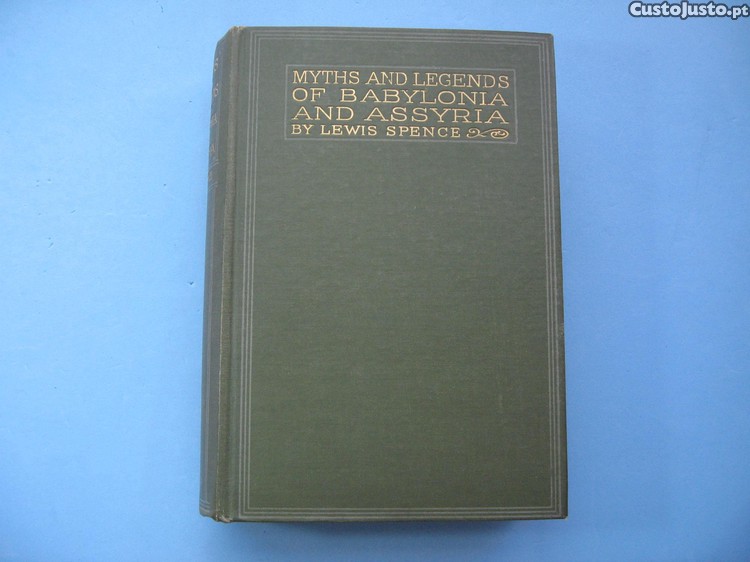 CustoJusto.pt
MYTHS AND LEGENDS
OF BABYLONIA
AND ASSYRIA
BY LEWIS SPENCE